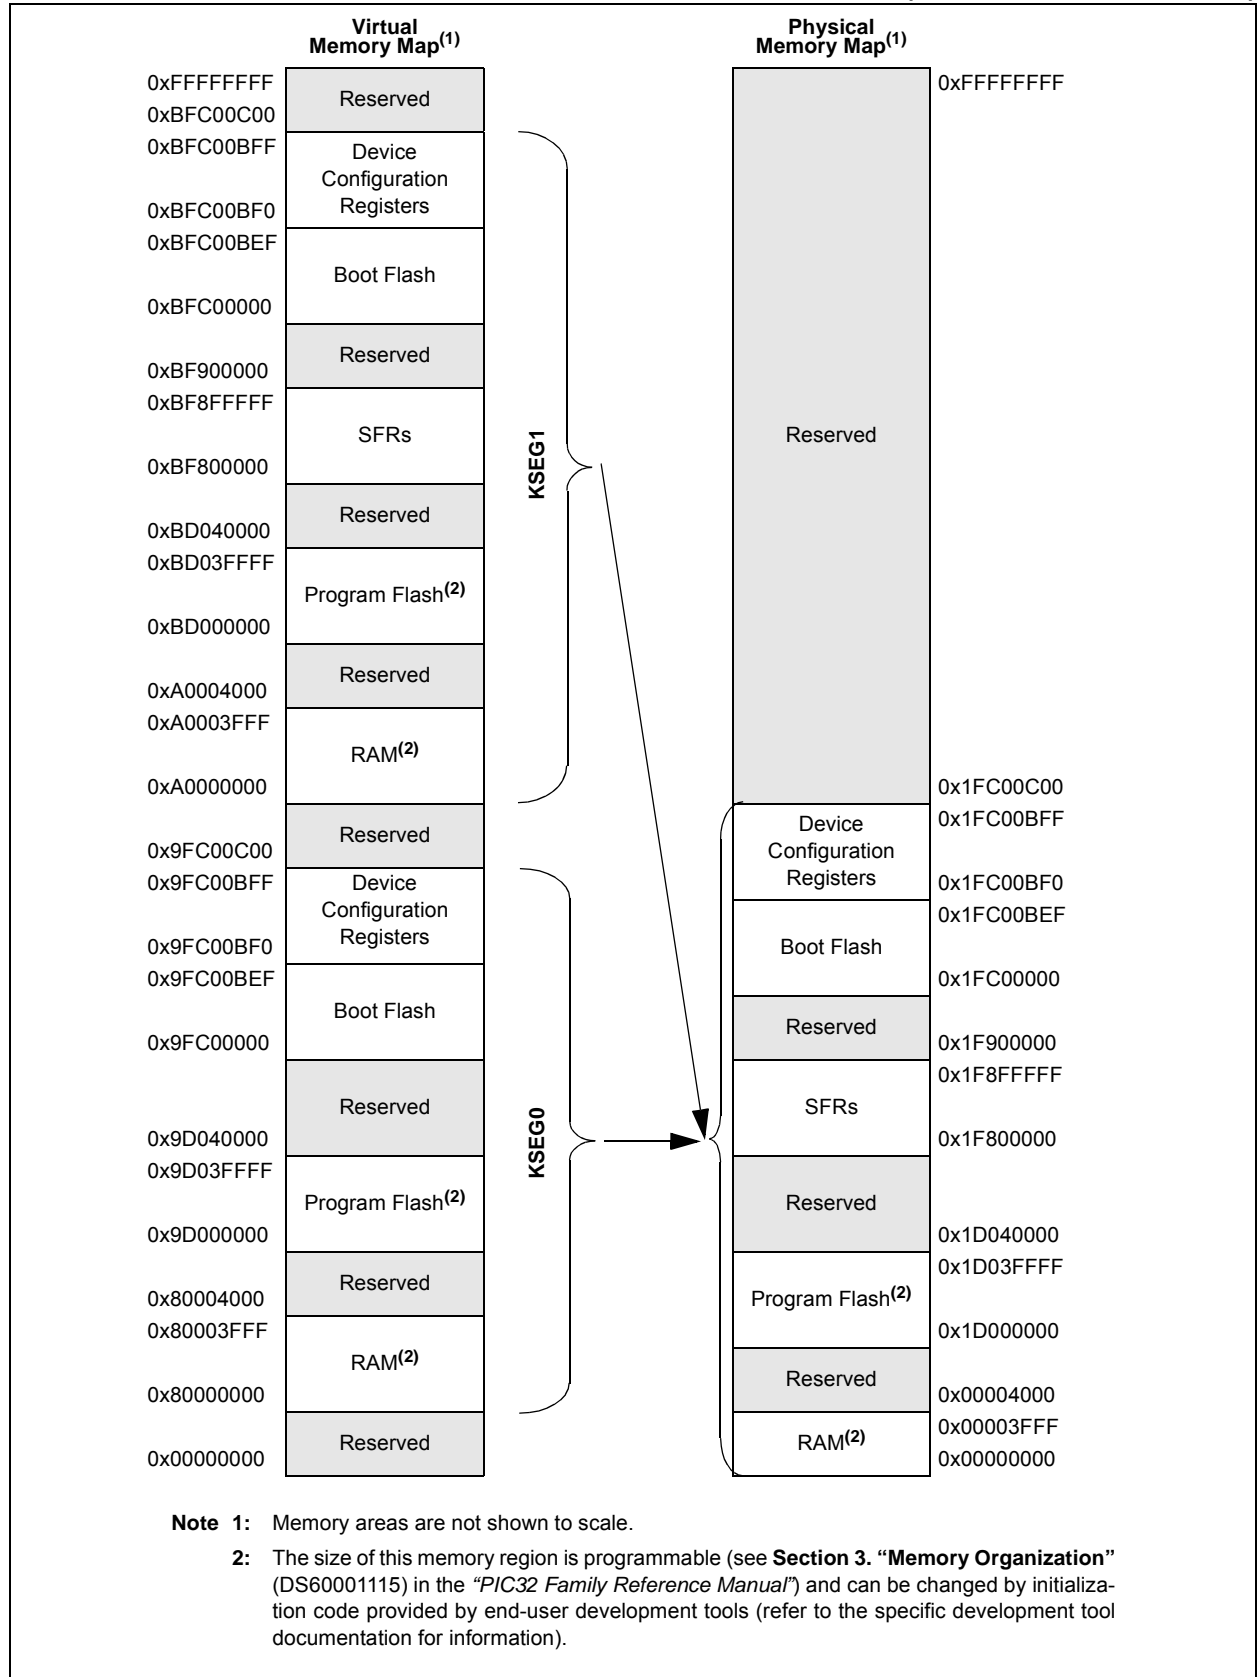 Virtual
Memory Map(1)
Physical
Memory Map(1)
0xFFFFFFFF
Reserved
0xBFC00C00
0xBFC00BFF
Device
Configuration
Registers
0xBFC00BF0
0xBFC00BEF
Boot Flash
0xBFC00000
Reserved
0xBF900000
0xBF8FFFFF
SFRs
0xBF800000
Reserved
0xBD040000
0xBD03FFFF
Program Flash(2)
0xBD000000
Reserved
0xA0004000
0xA0003FFF
RAM(2)
0xA0000000
Reserved
0x9FC00C00
0x9FC00BFF
Device
Configuration
Registers
0x9FC00BF0
0x9FC00BEF
Boot Flash
0x9FC00000
Reserved
0x9D040000
0x9D03FFFF
Program Flash(2)
0x9D000000
Reserved
0x80004000
0x80003FFF
RAM(2)
0x80000000
Reserved
0x00000000
KSEG1
KSEG0
0xFFFFFFFF
Reserved
0x1FC00C00
0x1FC00BFF
Device
Configuration
Registers
0x1FC00BF0
0x1FC00BEF
Boot Flash
0x1FC00000
Reserved
0x1F900000
0x1F8FFFFF
SFRs
0x1F800000
Reserved
0x1D040000
0x1D03FFFF
Program Flash(2)
0x1D000000
Reserved
0x00004000
0x00003FFF
RAM(2)
0x00000000
Note 1: Memory areas are not shown to scale.
2: The size of this memory region is programmable (see Section 3. “Memory Organization”
(DS60001115) in the “PIC32 Family Reference Manual”) and can be changed by initializa-
tion code provided by end-user development tools (refer to the specific development tool
documentation for information).